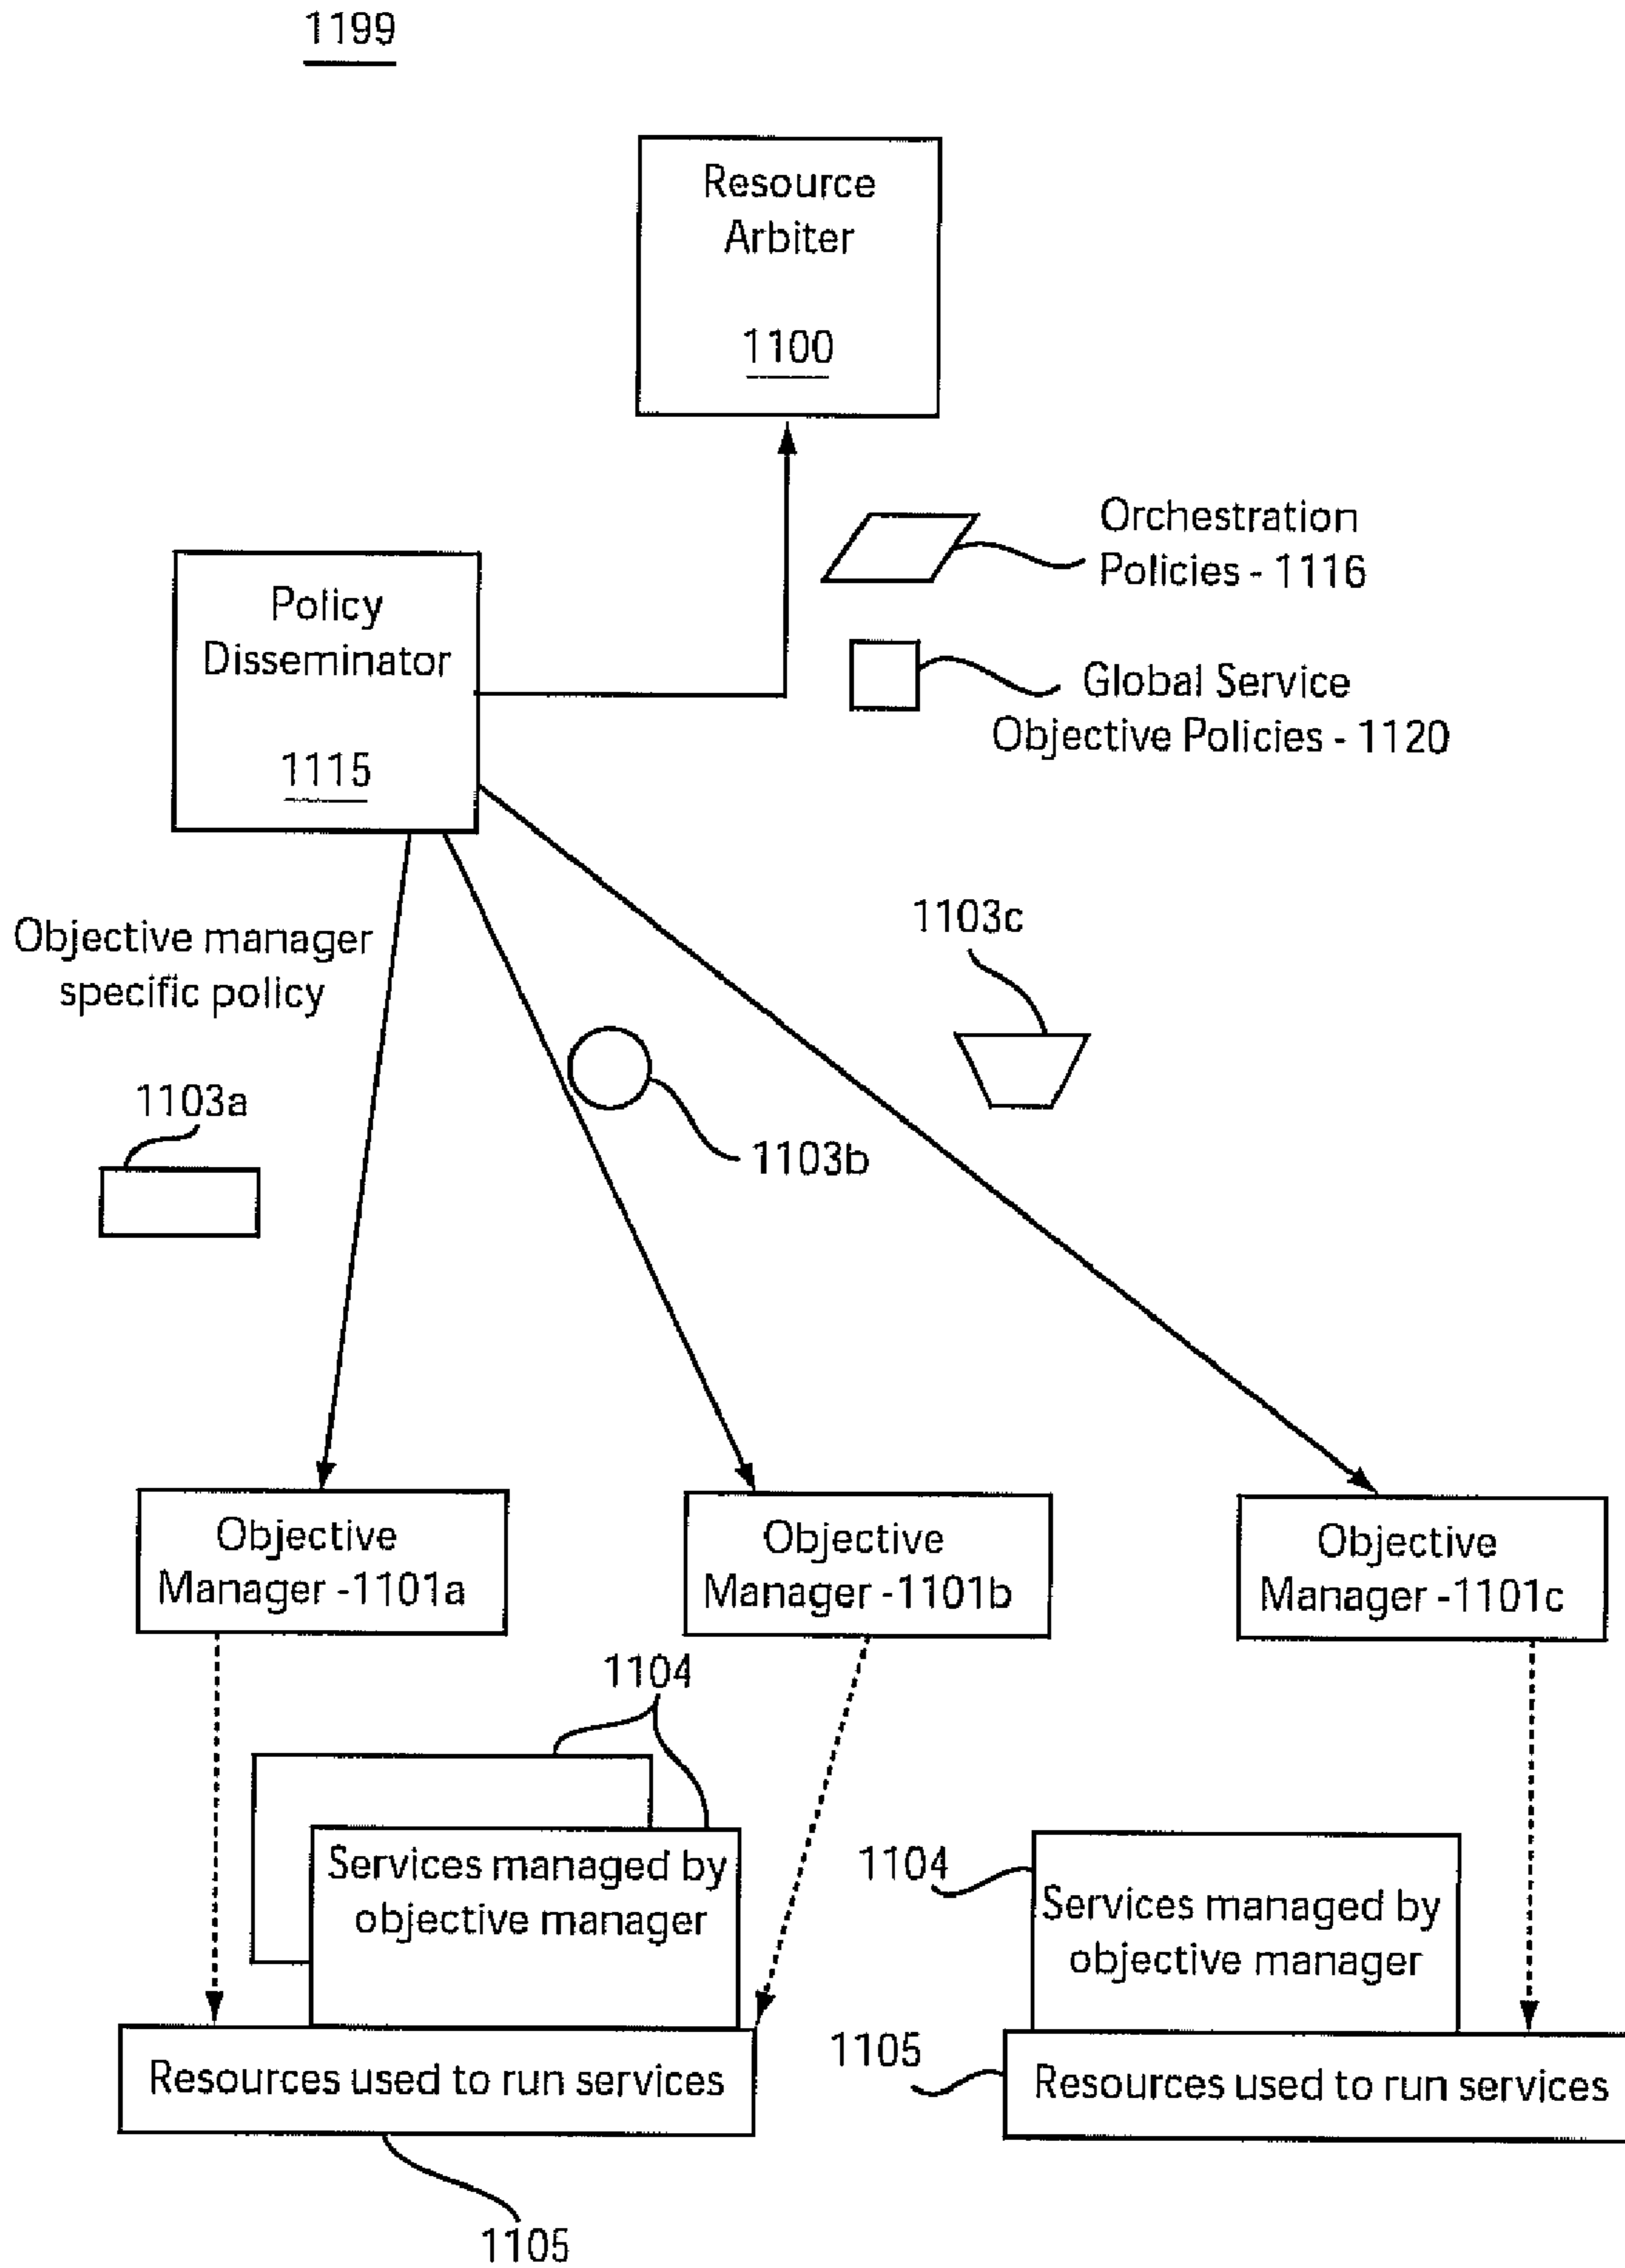 1199
Resource
Arbiter
1100
Orchestration
Policies - 1116
Policy
Disseminator
1115
Global Service
Objective Policies - 1120
Objective manager
specific policy
1103c
1103a
1103b
Objective
Manager -1101a
Objective
Manager -1101b
Objective
Manager -1101c
1104
Services managed by
objective manager
1104
Services managed by
objective manager
Resources used to run services
1105
Resources used to run services
1105